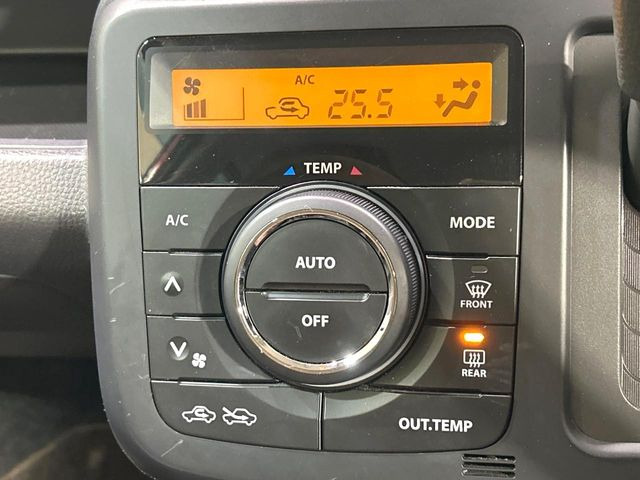 A/C
25.5
TEMP
A/C
MODE
AUTO
FRONT
OFF
REAR
OUT.TEMP